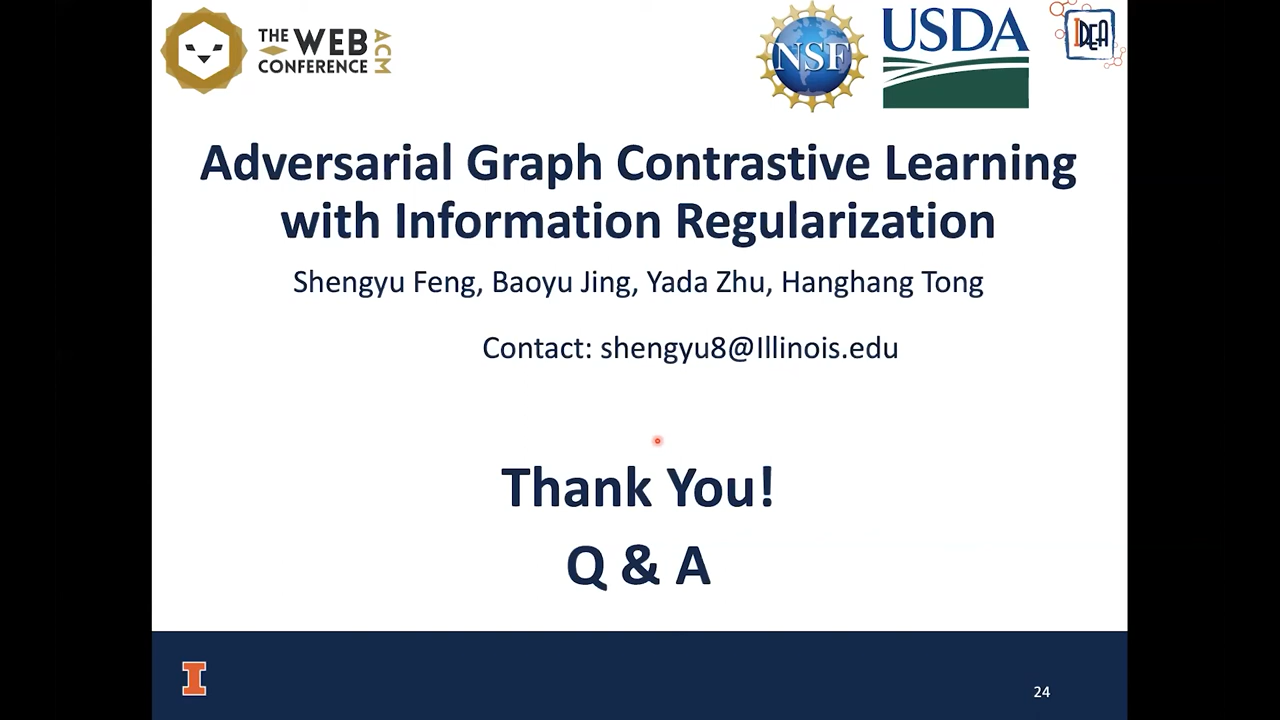 THE WEB
CONFERENCE
ACM
NSF
USDA
IDEA
Adversarial Graph Contrastive Learning
with Information Regularization
Shengyu Feng, Baoyu Jing, Yada Zhu, Hanghang Tong
Contact: shengyu8@Illinois.edu
Thank You!
Q & A
I
24